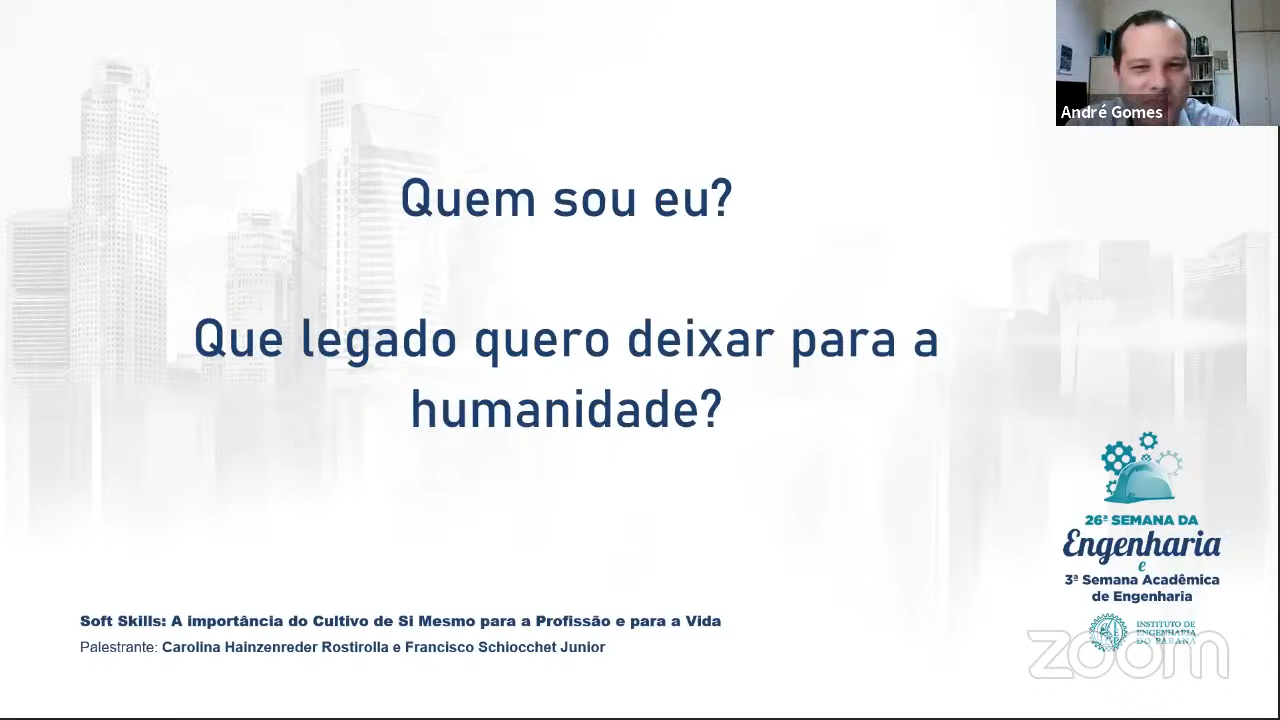 André Gomes
Quem sou eu?
Que legado quero deixar para a
humanidade?
26ª SEMANA DA
Engenharia
e
3ª Semana Acadêmica
de Engenharia
INSTITUTO DE
ENGENHARIA
DO PARANÁ
zoom
Soft Skills: A importância do Cultivo de Si Mesmo para a Profissão e para a Vida
Palestrante: Carolina Hainzenreder Rostirolla e Francisco Schiocchet Junior